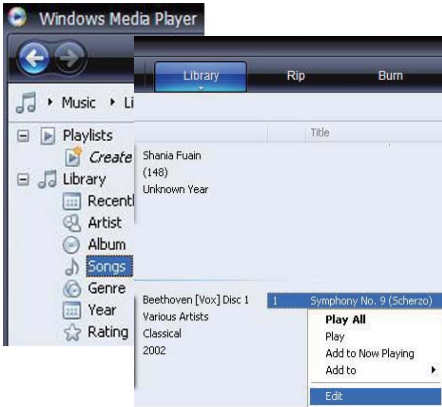 Windows Media Player
Music ▸ Li
Playlists
Create
Library
Recentl
Artist
Album
Songs
Genre
Year
Rating
Library
Rip
Burn
Title
Shania Fuain
(148)
Unknown Year
Beethoven [Vox] Disc 1
Various Artists
Classical
2002
1 Symphony No. 9 (Scherzo)
Play All
Play
Add to Now Playing
Add to
Edit